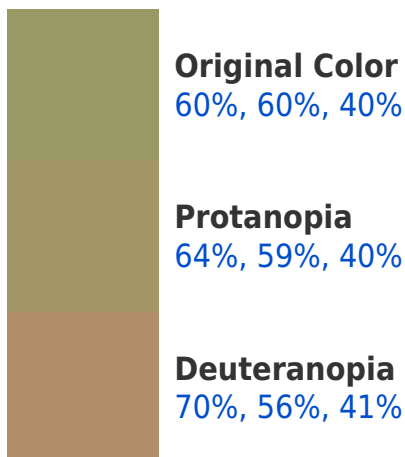 Original Color
60%, 60%, 40%
Protanopia
64%, 59%, 40%
Deuteranopia
70%, 56%, 41%